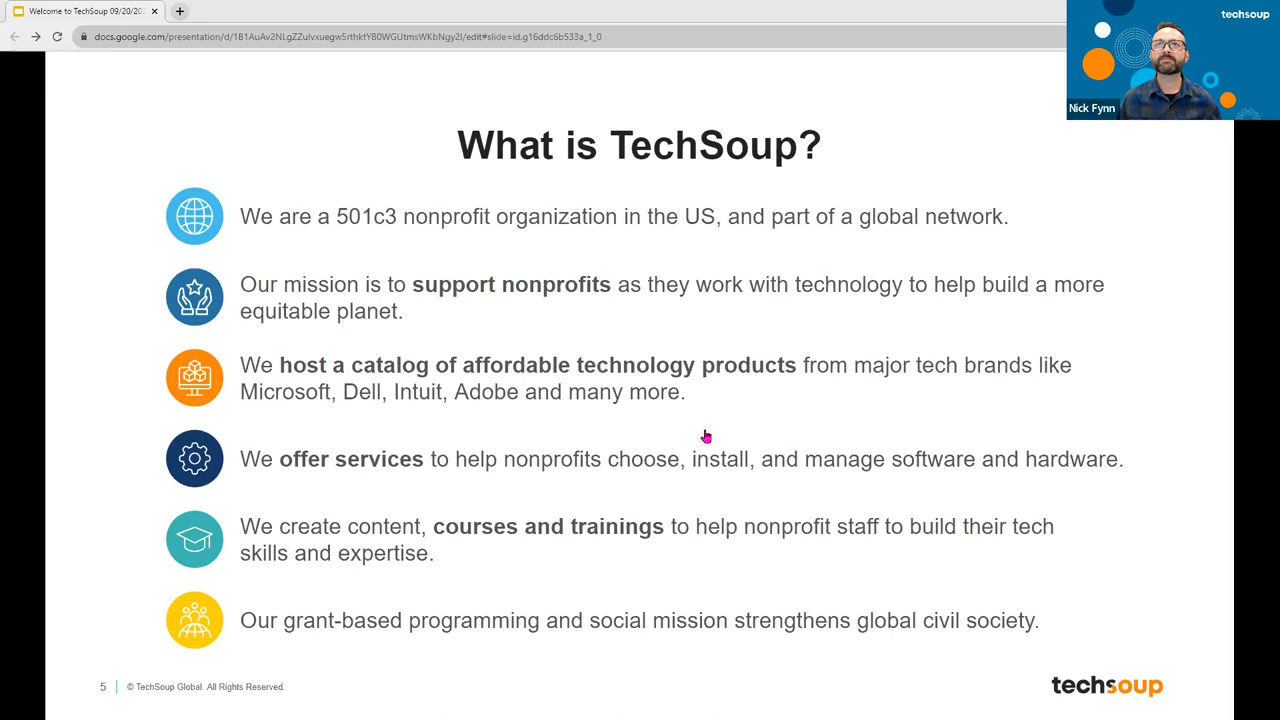 Welcome to TechSoup 09/20/20
docs.google.com/presentation/d/1B1AuAv2NLgZZulvxuegw5rthktYB0WGUtmsWKbNgy2I/edit#slide=id.g16ddc6b533a_1_0
techsoup
Nick Fynn
What is TechSoup?
We are a 501c3 nonprofit organization in the US, and part of a global network.
Our mission is to support nonprofits as they work with technology to help build a more
equitable planet.
We host a catalog of affordable technology products from major tech brands like
Microsoft, Dell, Intuit, Adobe and many more.
We offer services to help nonprofits choose, install, and manage software and hardware.
We create content, courses and trainings to help nonprofit staff to build their tech
skills and expertise.
Our grant-based programming and social mission strengthens global civil society.
5
© TechSoup Global. All Rights Reserved.
techsoup